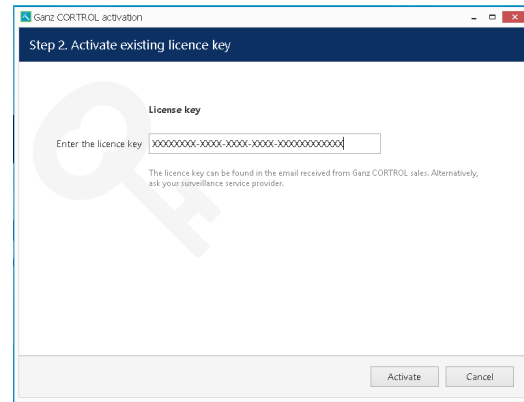 Ganz CORTROL activation
Step 2. Activate existing licence key
License key
Enter the licence key XXXXXXXX-XXXX-XXXX-XXXX-XXXXXXXXXXXX
The licence key can be found in the email received from Ganz CORTROL sales. Alternatively,
ask your surveillance service provider.
Activate Cancel